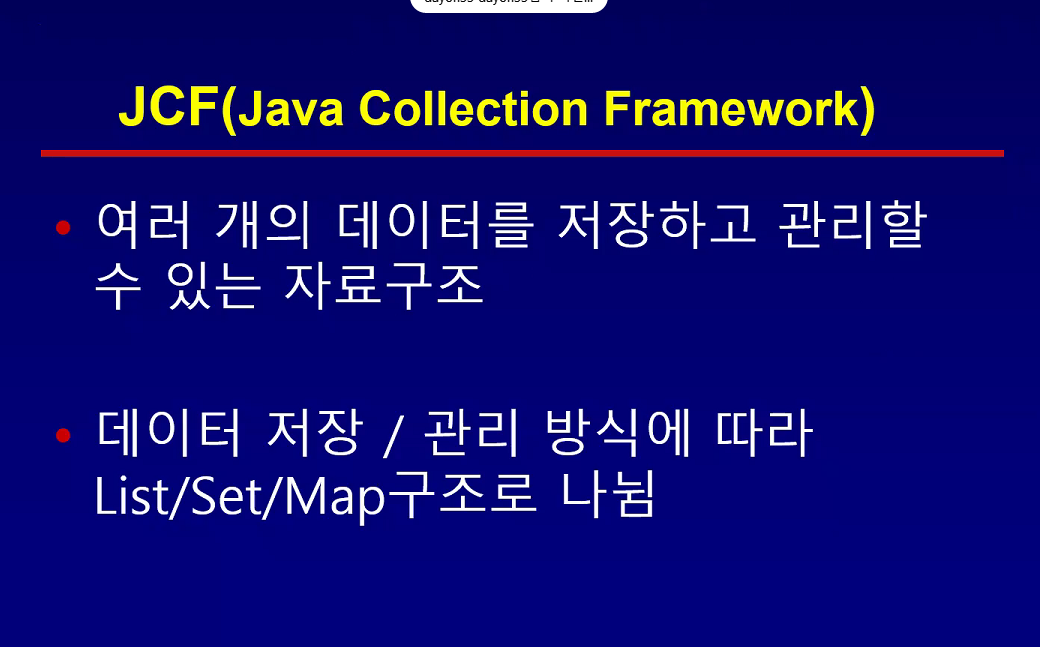 JCF(Java Collection Framework)
• 여러 개의 데이터를 저장하고 관리할
수 있는 자료구조
• 데이터 저장 / 관리 방식에 따라
List/Set/Map구조로 나뉨